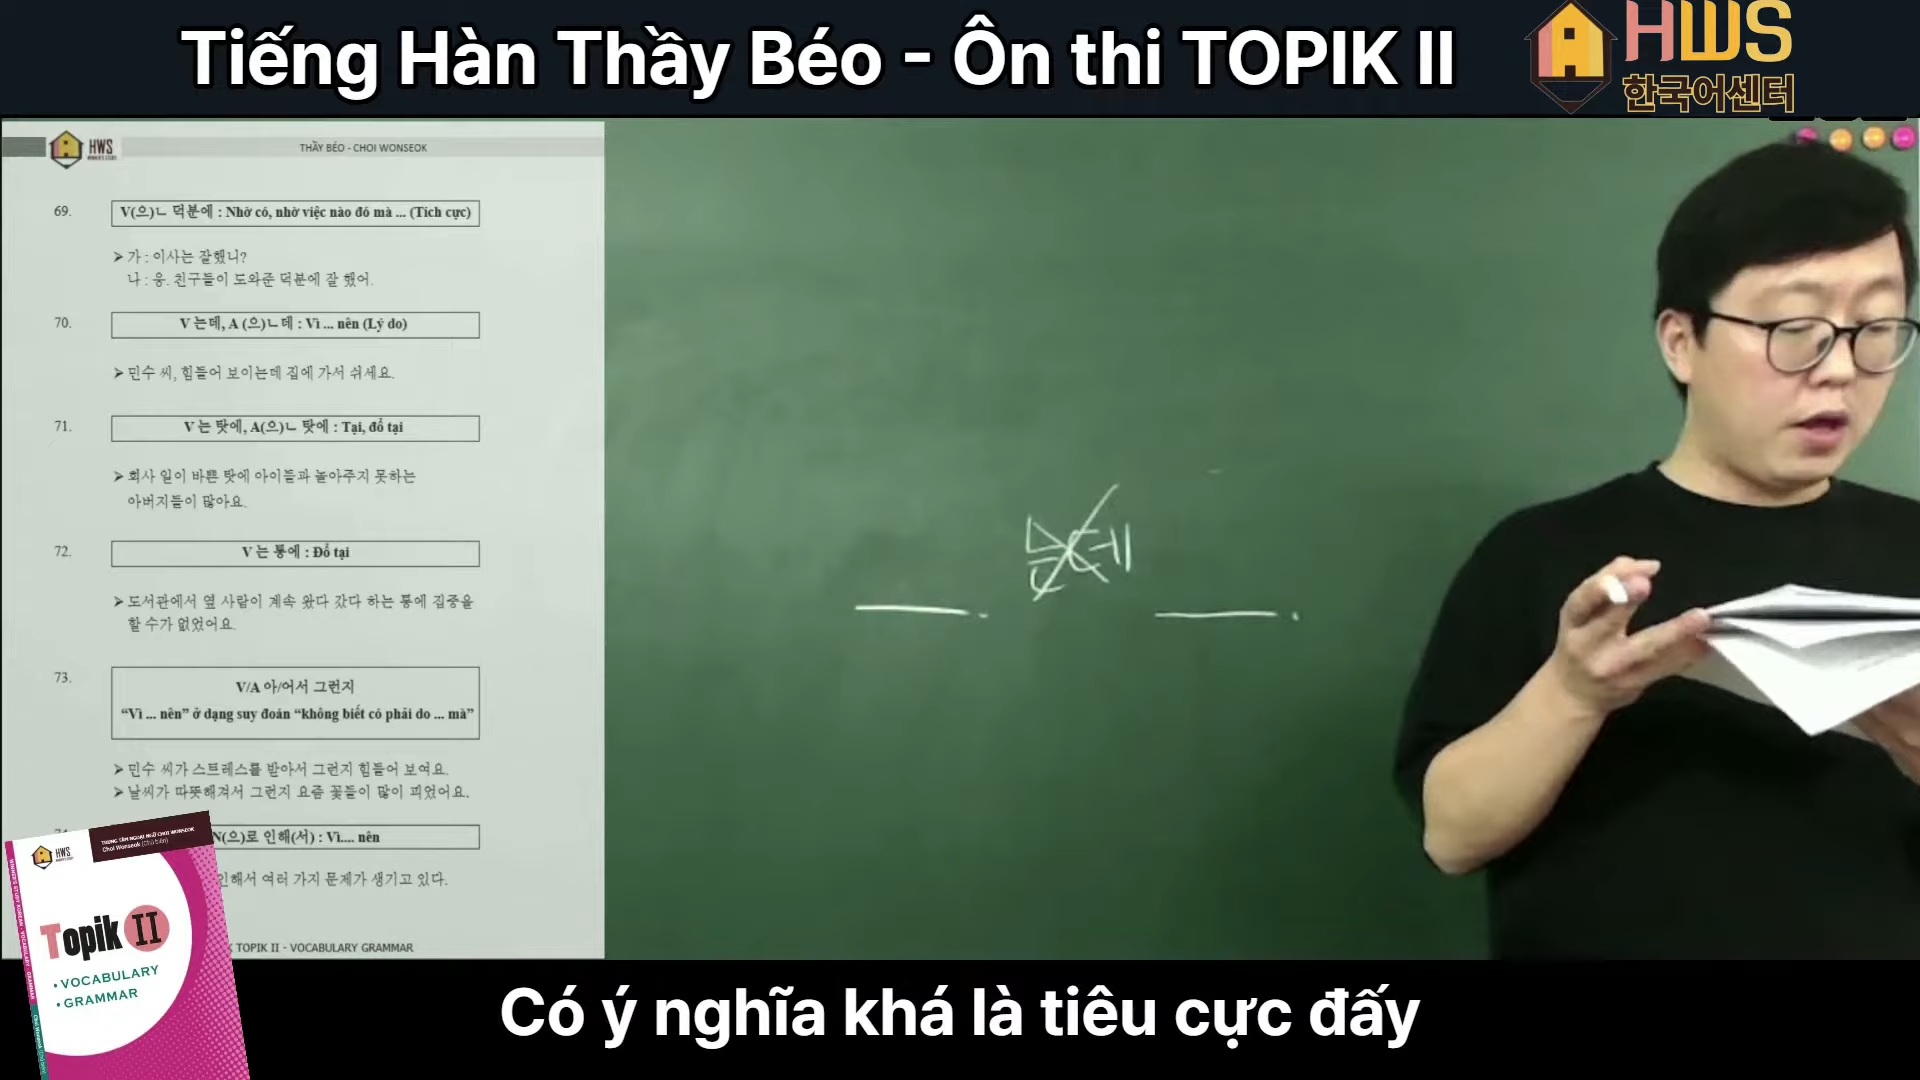 Tiếng Hàn Thầy Béo - Ôn thi TOPIK II
HWS
한국어센터
HWS
THẦY BÉO - CHOI WONSEOK
69.
V(으)ㄴ 덕분에 : Nhờ có, nhờ việc nào đó mà ... (Tích cực)
➢ 가 : 이사는 잘했니?
나 : 응. 친구들이 도와준 덕분에 잘 했어.
70.
V 는데, A (으)ㄴ데 : Vì ... nên (Lý do)
➢ 민수 씨, 힘들어 보이는데 집에 가서 쉬세요.
71.
V 는 탓에, A(으)ㄴ 탓에 : Tại, đổ tại
➢ 회사 일이 바쁜 탓에 아이들과 놀아주지 못하는
아버지들이 많아요.
72.
V 는 통에 : Đổ tại
➢ 도서관에서 옆 사람이 계속 왔다 갔다 하는 통에 집중을
할 수가 없었어요.
73.
V/A 아/어서 그런지
“Vì ... nên” ở dạng suy đoán “không biết có phải do ... mà”
➢ 민수 씨가 스트레스를 받아서 그런지 힘들어 보여요.
➢ 날씨가 따뜻해져서 그런지 요즘 꽃들이 많이 피었어요.
N(으)로 인해(서) : Vì.... nên
인해서 여러 가지 문제가 생기고 있다.
TOPIK II - VOCABULARY GRAMMAR
TRUNG TÂM NGOẠI NGỮ CHOI WONSEOK
Choi Wonseok (Chủ biên)
HWS
Topik II
• VOCABULARY
• GRAMMAR
Có ý nghĩa khá là tiêu cực đấy